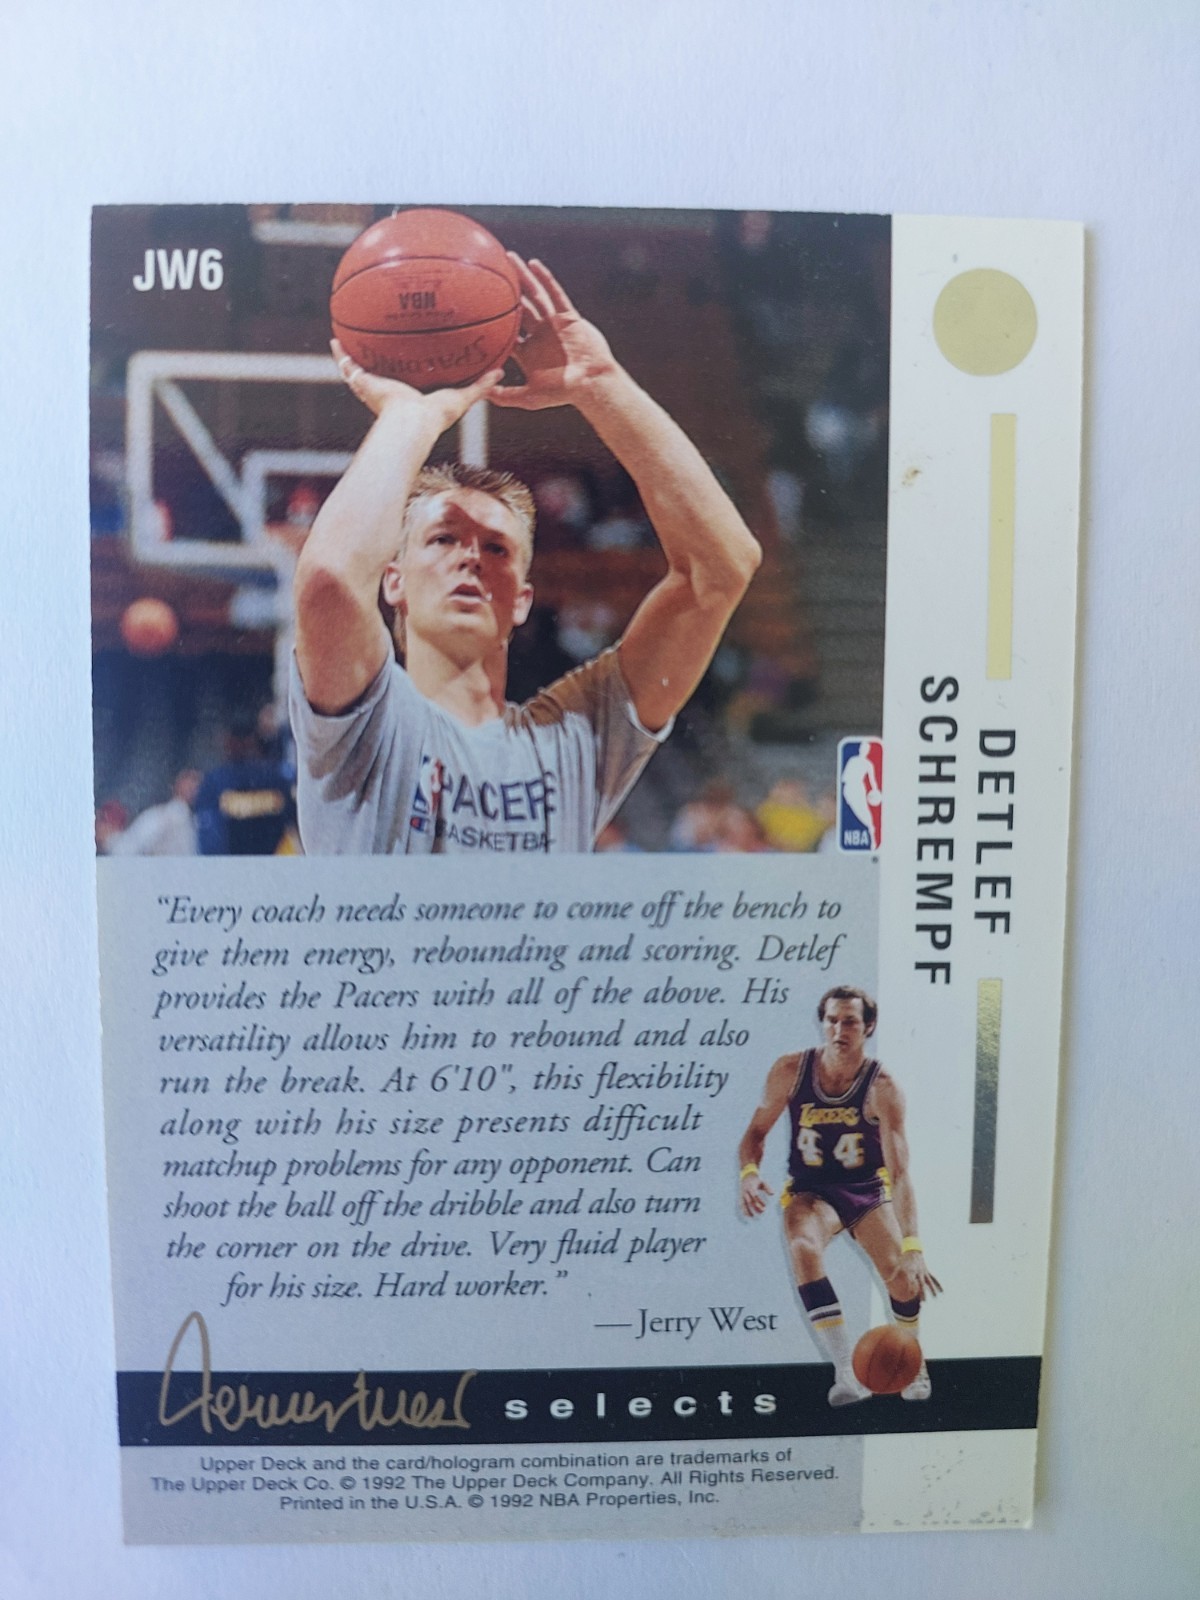 JW6
NBA
SPALDING
PACERS
BASKETBA
NBA
DETLEF
SCHREMPF
“Every coach needs someone to come off the bench to
give them energy, rebounding and scoring. Detlef
provides the Pacers with all of the above. His
versatility allows him to rebound and also
run the break. At 6'10", this flexibility
along with his size presents difficult
matchup problems for any opponent. Can
shoot the ball off the dribble and also turn
the corner on the drive. Very fluid player
for his size. Hard worker.”
—Jerry West
LAKERS
44
Jerry West selects
Upper Deck and the card/hologram combination are trademarks of
The Upper Deck Co. © 1992 The Upper Deck Company. All Rights Reserved.
Printed in the U.S.A. © 1992 NBA Properties, Inc.